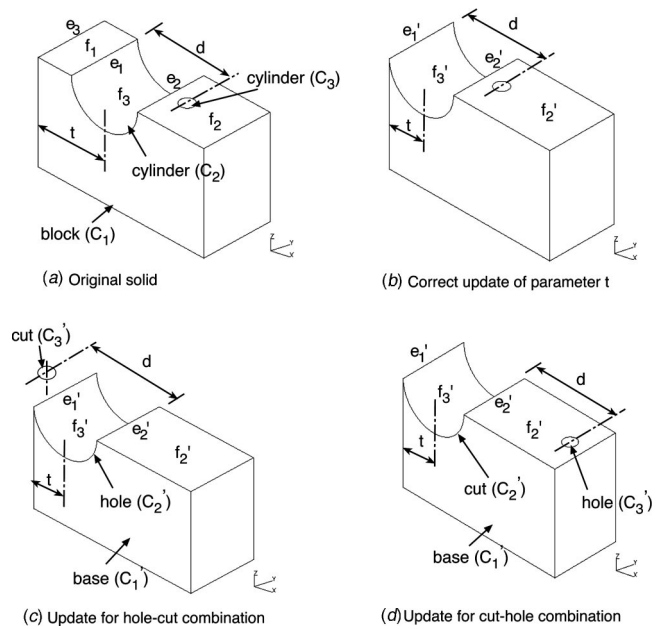 e3
f1
e1
d
e2
cylinder (C3)
f3
f2
t
cylinder (C2)
block (C1)
Z
Y
X
(a) Original solid
e1'
d
e2'
f3'
f2'
t
Z
Y
X
(b) Correct update of parameter t
cut (C3')
d
e1'
f3'
e2'
f2'
t
hole (C2')
base (C1')
Z
Y
X
(c) Update for hole-cut combination
e1'
d
f3'
e2'
f2'
t
cut (C2')
hole (C3')
base (C1')
Z
Y
X
(d) Update for cut-hole combination